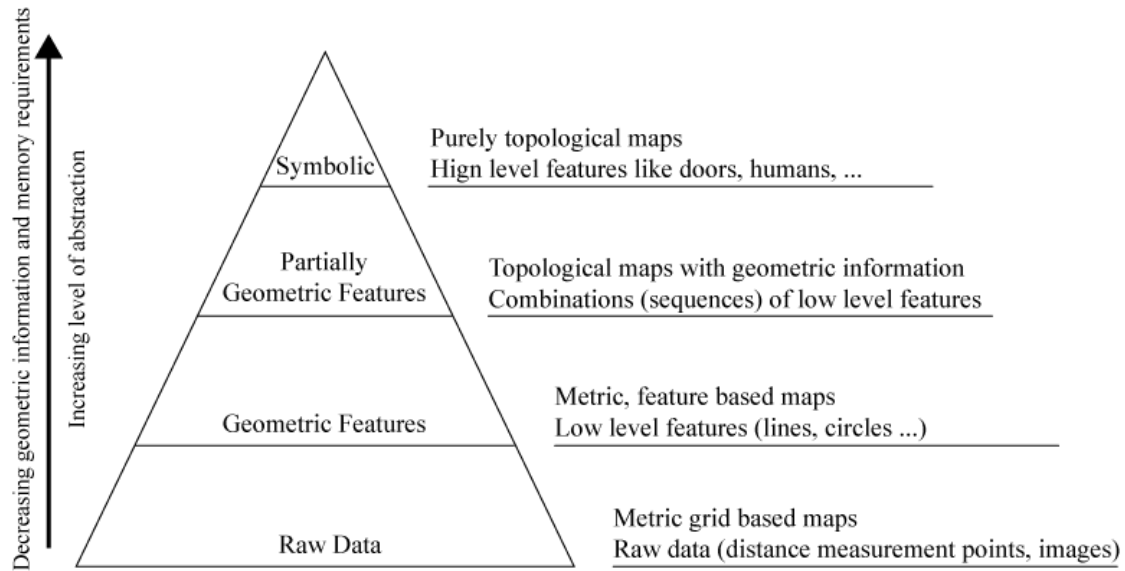 Decreasing geometric information and memory requirements
Increasing level of abstraction
Symbolic
Purely topological maps
Hign level features like doors, humans, ...
Partially
Geometric Features
Topological maps with geometric information
Combinations (sequences) of low level features
Geometric Features
Metric, feature based maps
Low level features (lines, circles ...)
Raw Data
Metric grid based maps
Raw data (distance measurement points, images)